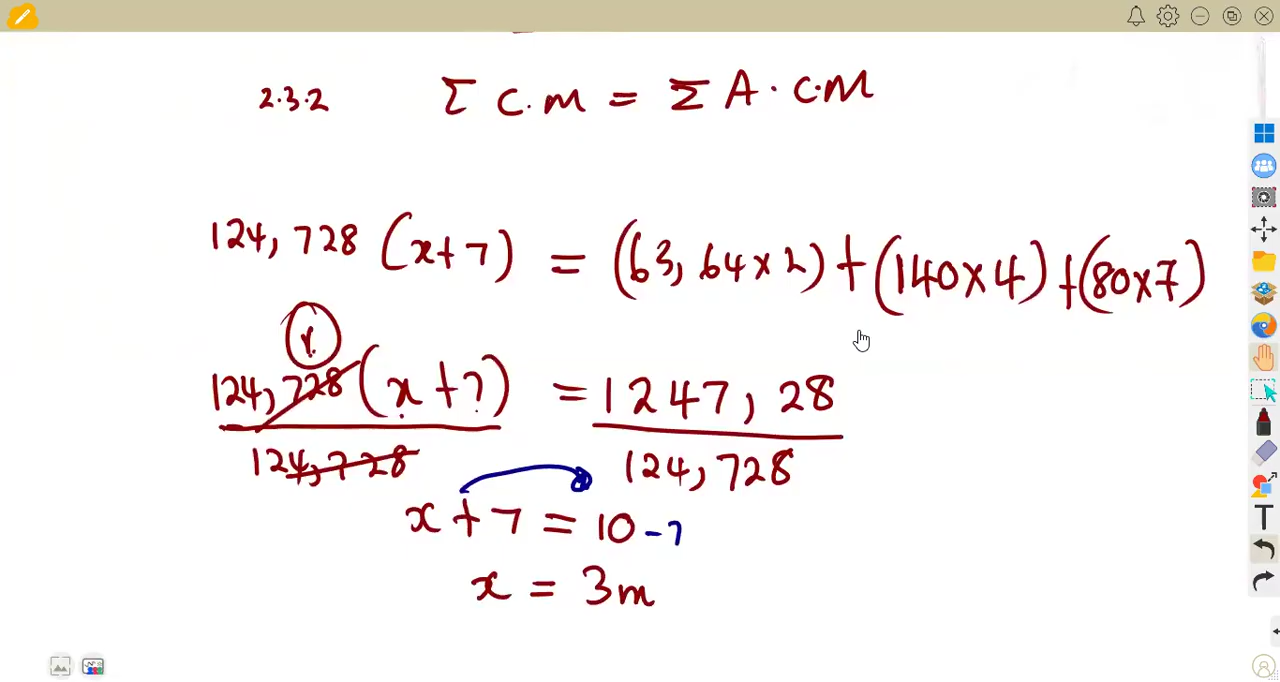 2.3.2 Σ C.M = Σ A.C.M
124,728 (x+7) = (63,64×2)+(140×4)+(80×7)
1.
124,728 (x+7) = 1247,28
124,728 124,728
x+7 = 10 -7
x = 3m
T